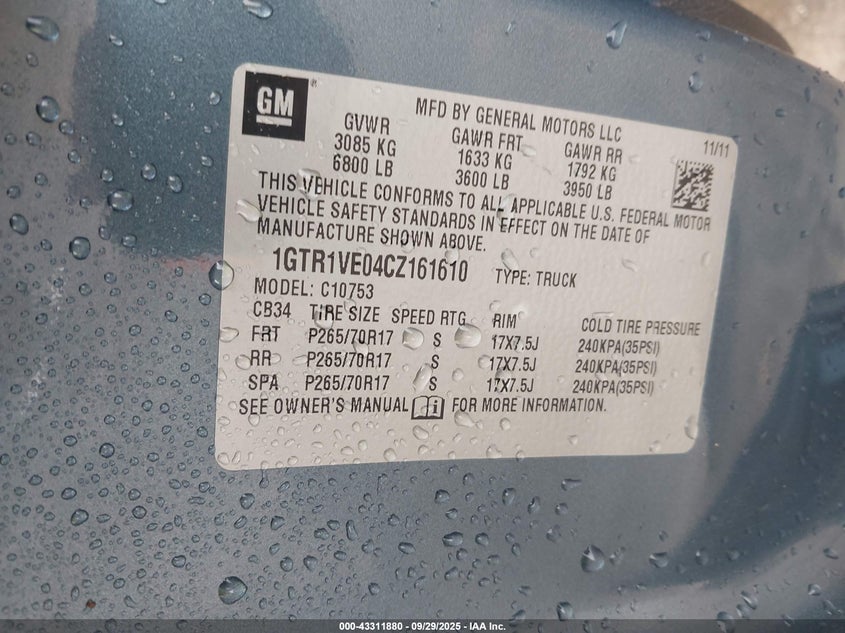 GM
MFD BY GENERAL MOTORS LLC
11/11
GVWR GAWR FRT GAWR RR
3085 KG 1633 KG 1792 KG
6800 LB 3600 LB 3950 LB
THIS VEHICLE CONFORMS TO ALL APPLICABLE U.S. FEDERAL MOTOR
VEHICLE SAFETY STANDARDS IN EFFECT ON THE DATE OF
MANUFACTURE SHOWN ABOVE.
1GTR1VE04CZ161610 TYPE: TRUCK
MODEL: C10753
CB34 TIRE SIZE SPEED RTG RIM COLD TIRE PRESSURE
FRT P265/70R17 S 17X7.5J 240KPA(35PSI)
RR P265/70R17 S 17X7.5J 240KPA(35PSI)
SPA P265/70R17 S 17X7.5J 240KPA(35PSI)
SEE OWNER'S MANUAL FOR MORE INFORMATION.
000-43311880 - 09/29/2025 - IAA Inc.